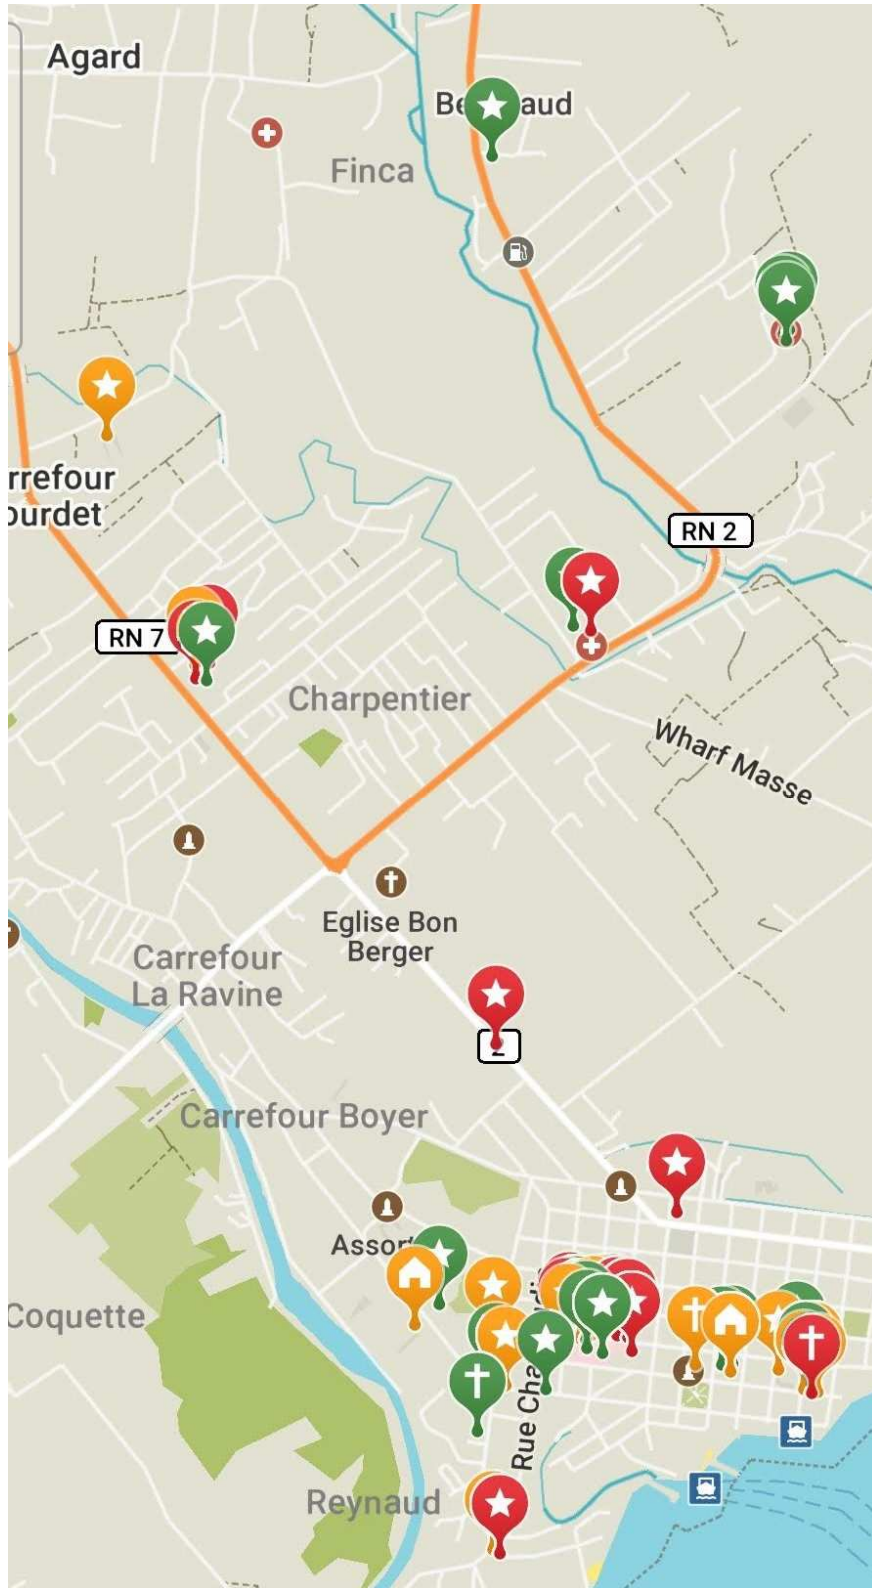 Agard
Finca
RN 2
rrefour
ourdet
RN 7
Charpentier
Wharf Masse
Eglise Bon
Berger
Carrefour
La Ravine
Carrefour Boyer
Coquette
Reynaud